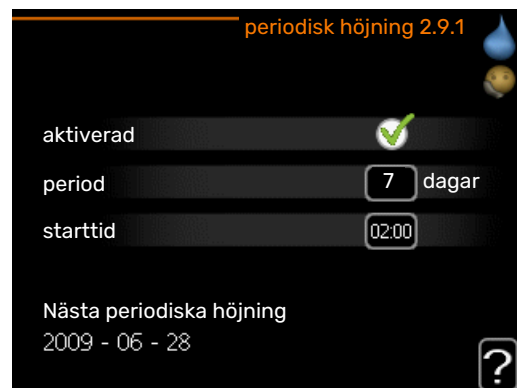 periodisk höjning 2.9.1
aktiverad
period 7 dagar
starttid 02:00
Nästa periodiska höjning
2009 - 06 - 28
?